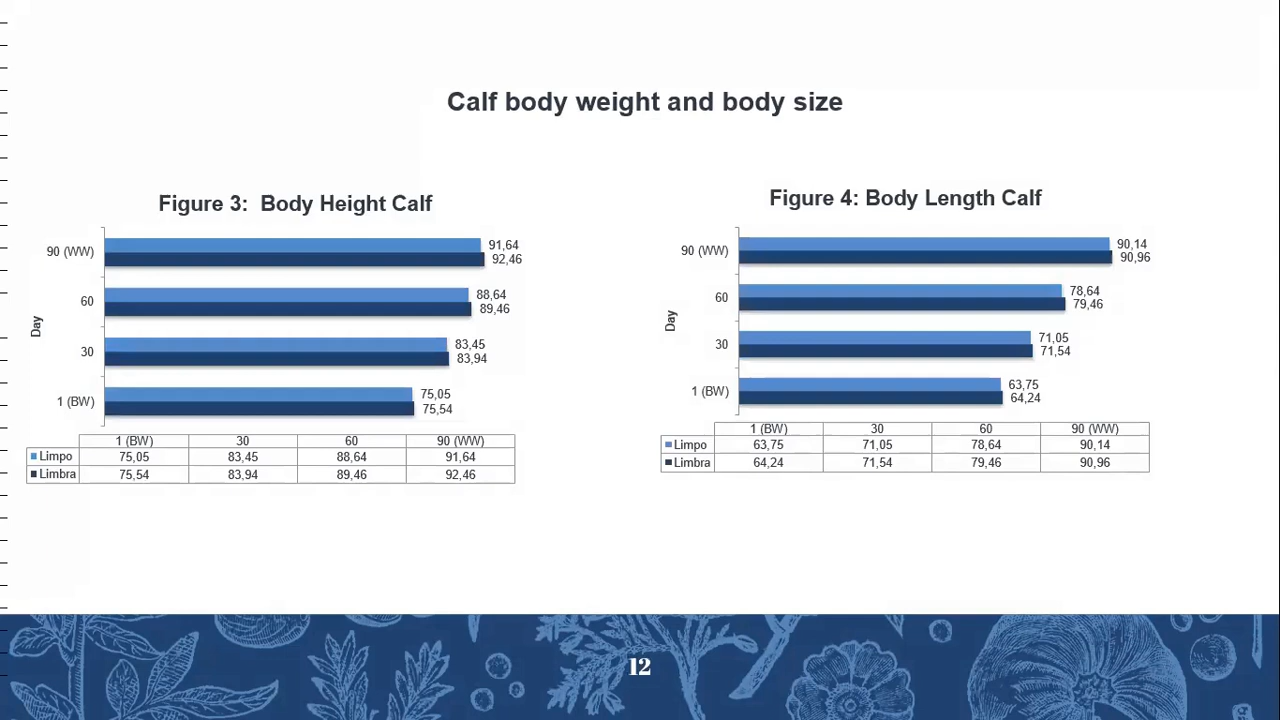 Calf body weight and body size
Figure 3: Body Height Calf
90 (WW)
91,64
92,46
60
88,64
89,46
30
83,45
83,94
1 (BW)
75,05
75,54
Day
1 (BW) 30 60 90 (WW)
Limpo 75,05 83,45 88,64 91,64
Limbra 75,54 83,94 89,46 92,46
Figure 4: Body Length Calf
90 (WW)
90,14
90,96
60
78,64
79,46
30
71,05
71,54
1 (BW)
63,75
64,24
Day
1 (BW) 30 60 90 (WW)
Limpo 63,75 71,05 78,64 90,14
Limbra 64,24 71,54 79,46 90,96
12